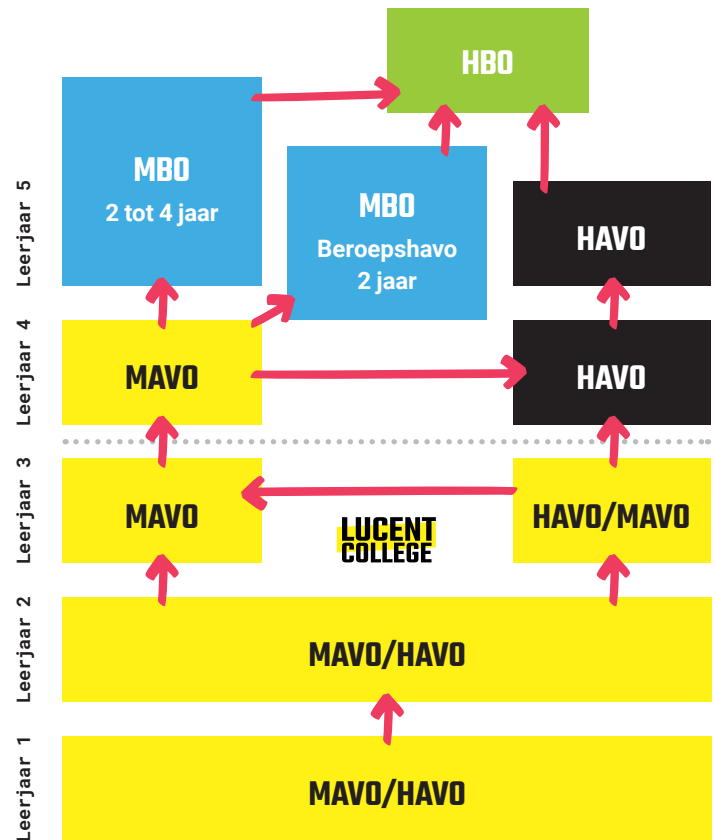 HBO
MBO
2 tot 4 jaar
MBO
Beroepshavo
2 jaar
Leerjaar 5
HAVO
Leerjaar 4
MAVO
HAVO
Leerjaar 3
MAVO
HAVO/MAVO
LUCENT
COLLEGE
Leerjaar 2
MAVO/HAVO
Leerjaar 1
MAVO/HAVO